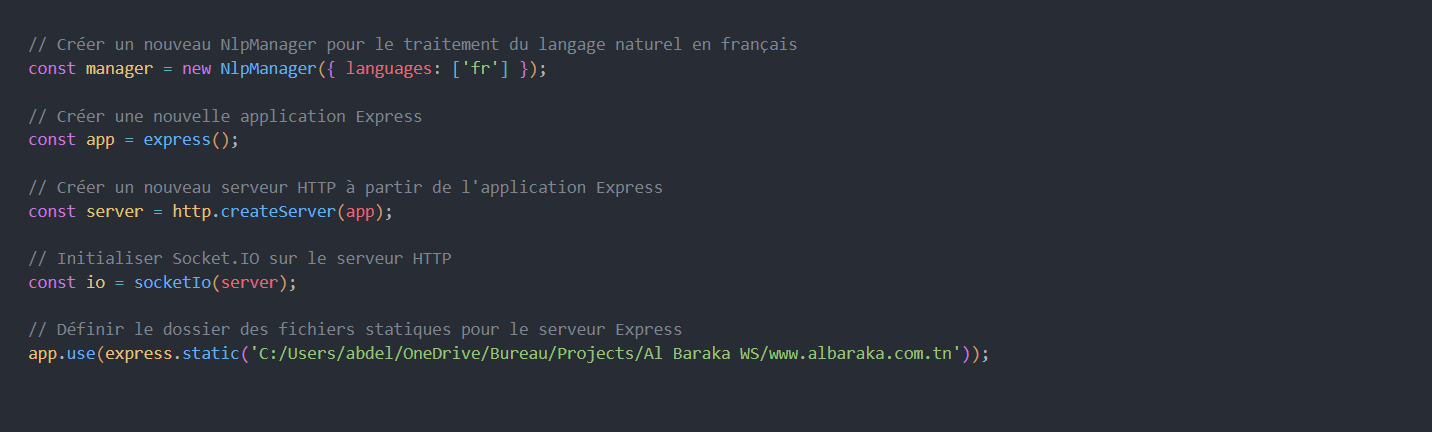 // Créer un nouveau NlpManager pour le traitement du langage naturel en français
const manager = new NlpManager({ languages: ['fr'] });
// Créer une nouvelle application Express
const app = express();
// Créer un nouveau serveur HTTP à partir de l'application Express
const server = http.createServer(app);
// Initialiser Socket.IO sur le serveur HTTP
const io = socketIo(server);
// Définir le dossier des fichiers statiques pour le serveur Express
app.use(express.static('C:/Users/abdel/OneDrive/Bureau/Projects/Al Baraka WS/www.albaraka.com.tn'));